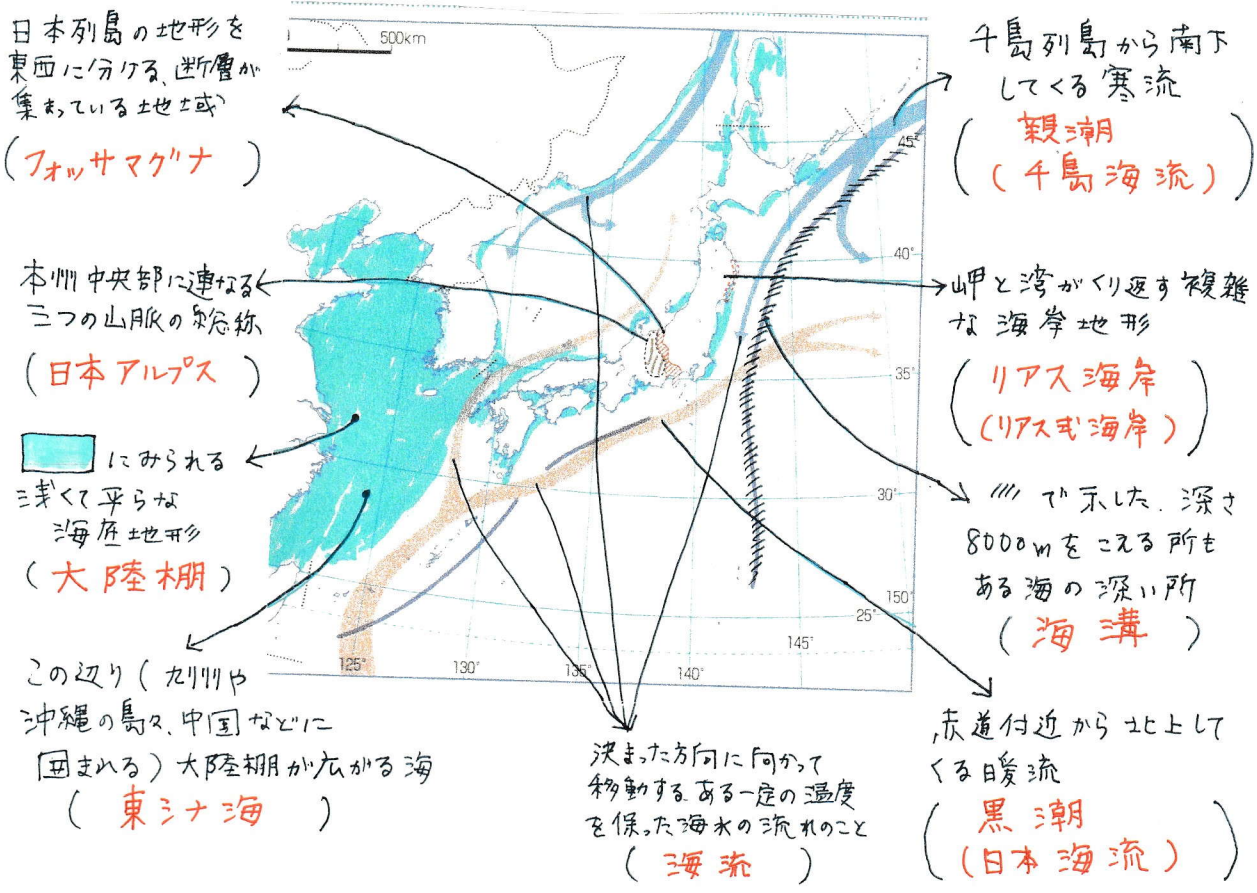 日本列島の地形を
東西に分ける、断層が
集まっている地域
(フォッサマグナ)
本州中央部に連なる
三つの山脈の総称
(日本アルプス)
にみられる
浅くて平らな
海底地形
(大陸棚)
この辺り(九州や
沖縄の島々、中国などに
囲まれる)大陸棚が広がる海
(東シナ海)
500km
45°
40°
35°
30°
150°
25°
145°
125°
130°
135°
140°
決まった方向に向かって
移動する、ある一定の温度
を保った海水の流れのこと
(海流)
千島列島から南下
してくる寒流
(親潮
(千島海流))
岬と湾がくり返す複雑
な海岸地形
(リアス海岸
(リアス式海岸))
で示した、深さ
8000mをこえる所も
ある海の深い所
(海溝)
赤道付近から北上して
くる暖流
(黒潮
(日本海流))